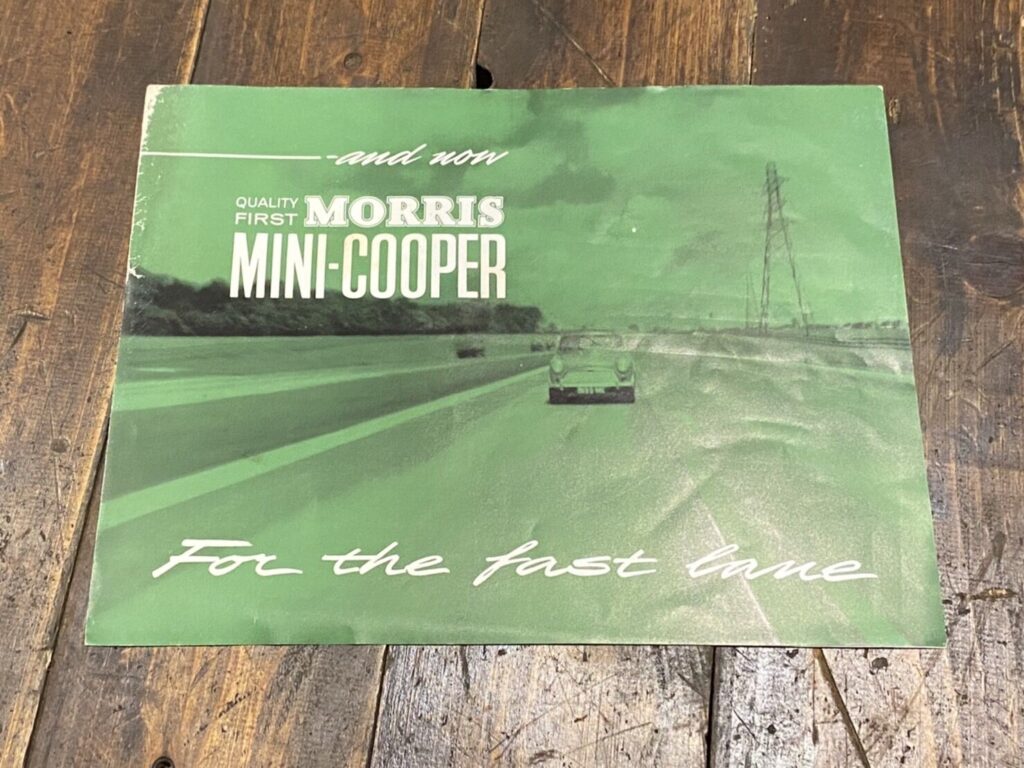 -and now
QUALITY FIRST MORRIS
MINI-COOPER
For the fast lane